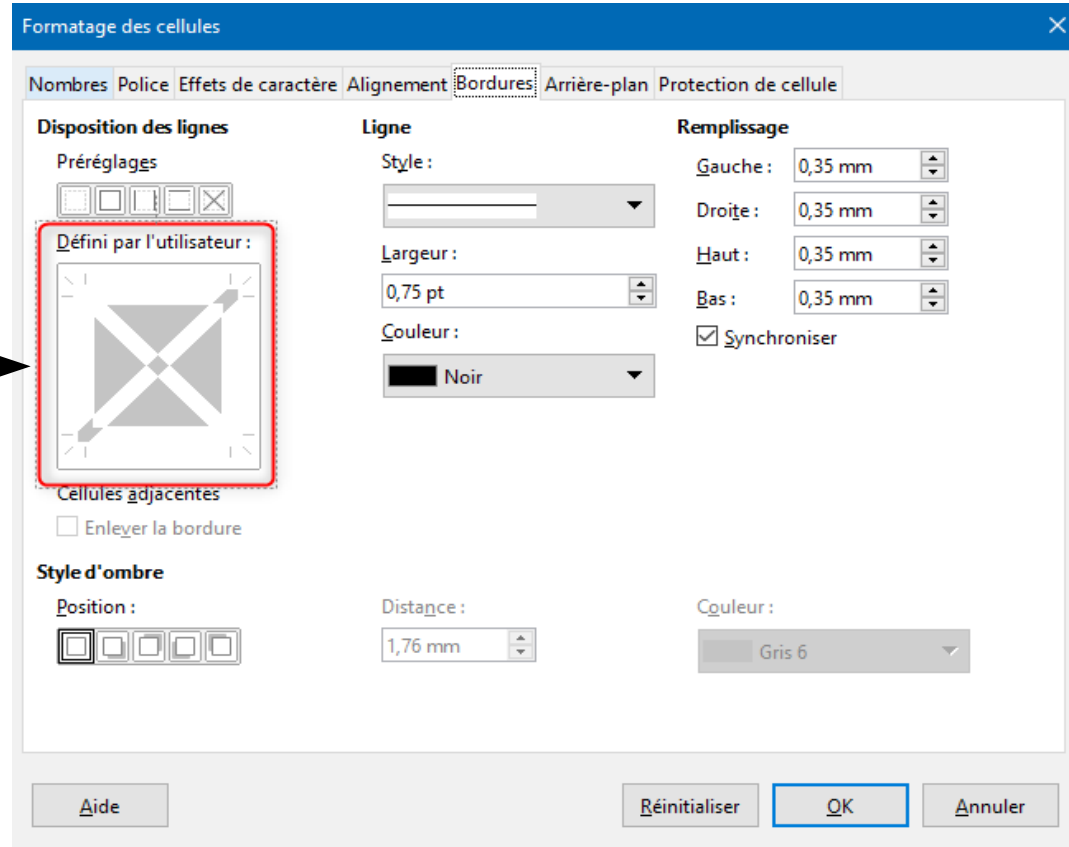 Formatage des cellules
Nombres Police Effets de caractère Alignement Bordures Arrière-plan Protection de cellule
Disposition des lignes
Préréglages
Défini par l'utilisateur :
Cellules adjacentes
Enlever la bordure
Ligne
Style :
Largeur :
0,75 pt
Couleur :
Noir
Remplissage
Gauche : 0,35 mm
Droite : 0,35 mm
Haut : 0,35 mm
Bas : 0,35 mm
Synchroniser
Style d'ombre
Position :
Distance :
1,76 mm
Couleur :
Gris 6
Aide Réinitialiser OK Annuler